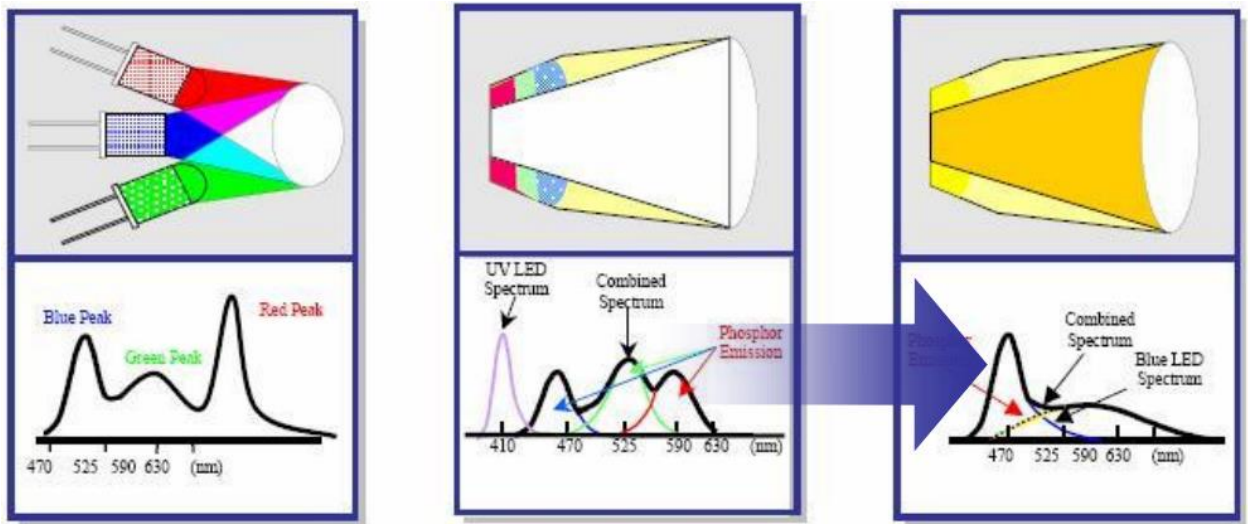 Blue Peak
Green Peak
Red Peak
470 525 590 630 (nm)
UV LED
Spectrum
Combined
Spectrum
Phosphor
Emission
410 470 525 590 630 (nm)
Combined
Spectrum
Blue LED
Spectrum
470 525 590 630 (nm)